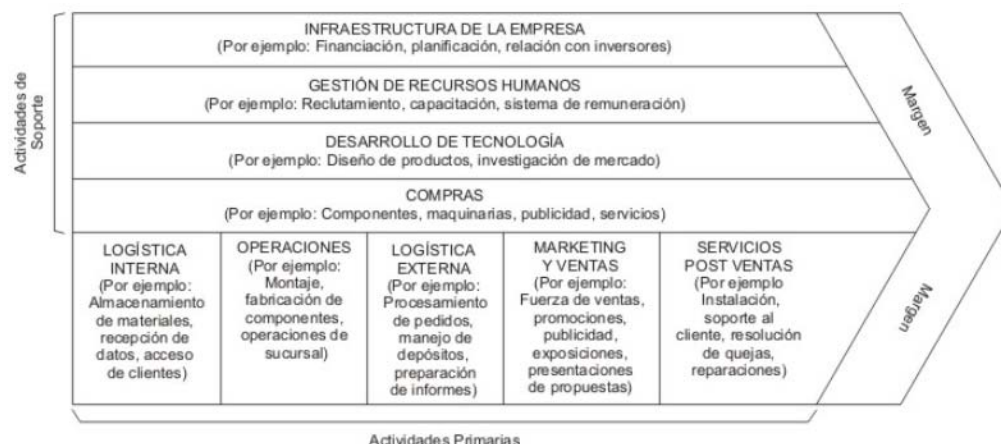 Actividades de
Soporte
INFRAESTRUCTURA DE LA EMPRESA
(Por ejemplo: Financiación, planificación, relación con inversores)
GESTIÓN DE RECURSOS HUMANOS
(Por ejemplo: Reclutamiento, capacitación, sistema de remuneración)
DESARROLLO DE TECNOLOGÍA
(Por ejemplo: Diseño de productos, investigación de mercado)
COMPRAS
(Por ejemplo: Componentes, maquinarias, publicidad, servicios)
LOGÍSTICA
INTERNA
(Por ejemplo:
Almacenamiento
de materiales,
recepción de
datos, acceso
de clientes)
OPERACIONES
(Por ejemplo:
Montaje,
fabricación de
componentes,
operaciones de
sucursal)
LOGÍSTICA
EXTERNA
(Por ejemplo:
Procesamiento
de pedidos,
manejo de
depósitos,
preparación
de informes)
MARKETING
Y VENTAS
(Por ejemplo:
Fuerza de ventas,
promociones,
publicidad,
exposiciones,
presentaciones
de propuestas)
SERVICIOS
POST VENTAS
(Por ejemplo
Instalación,
soporte al
cliente, resolución
de quejas,
reparaciones)
Margen
Margen
Actividades Primarias